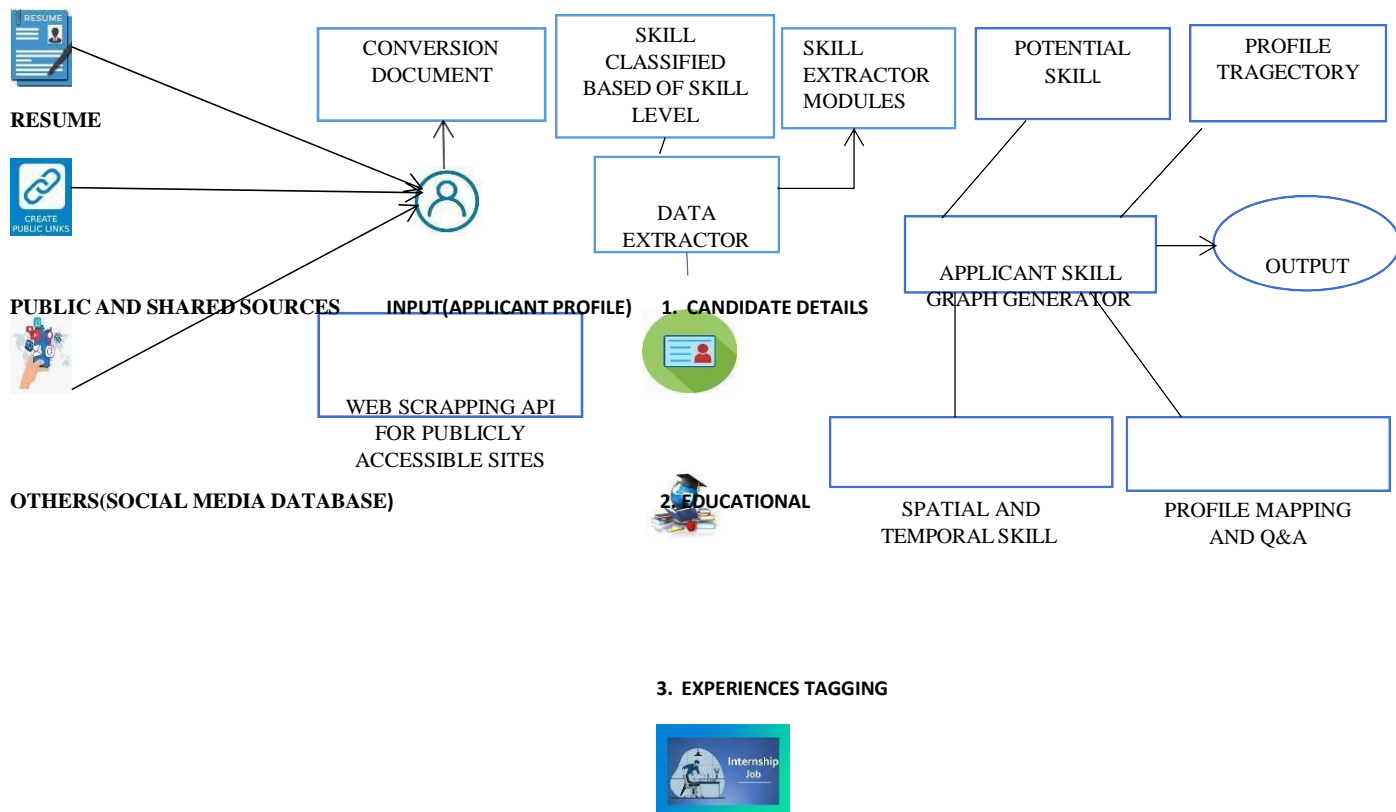 RESUME
RESUME
CREATE
PUBLIC LINKS
PUBLIC AND SHARED SOURCES
OTHERS(SOCIAL MEDIA DATABASE)
CONVERSION
DOCUMENT
INPUT(APPLICANT PROFILE)
WEB SCRAPPING API
FOR PUBLICLY
ACCESSIBLE SITES
SKILL
CLASSIFIED
BASED OF SKILL
LEVEL
SKILL
EXTRACTOR
MODULES
DATA
EXTRACTOR
1. CANDIDATE DETAILS
2. EDUCATIONAL
3. EXPERIENCES TAGGING
Internship
Job
POTENTIAL
SKILL
PROFILE
TRAGECTORY
APPLICANT SKILL
GRAPH GENERATOR
OUTPUT
SPATIAL AND
TEMPORAL SKILL
PROFILE MAPPING
AND Q&A